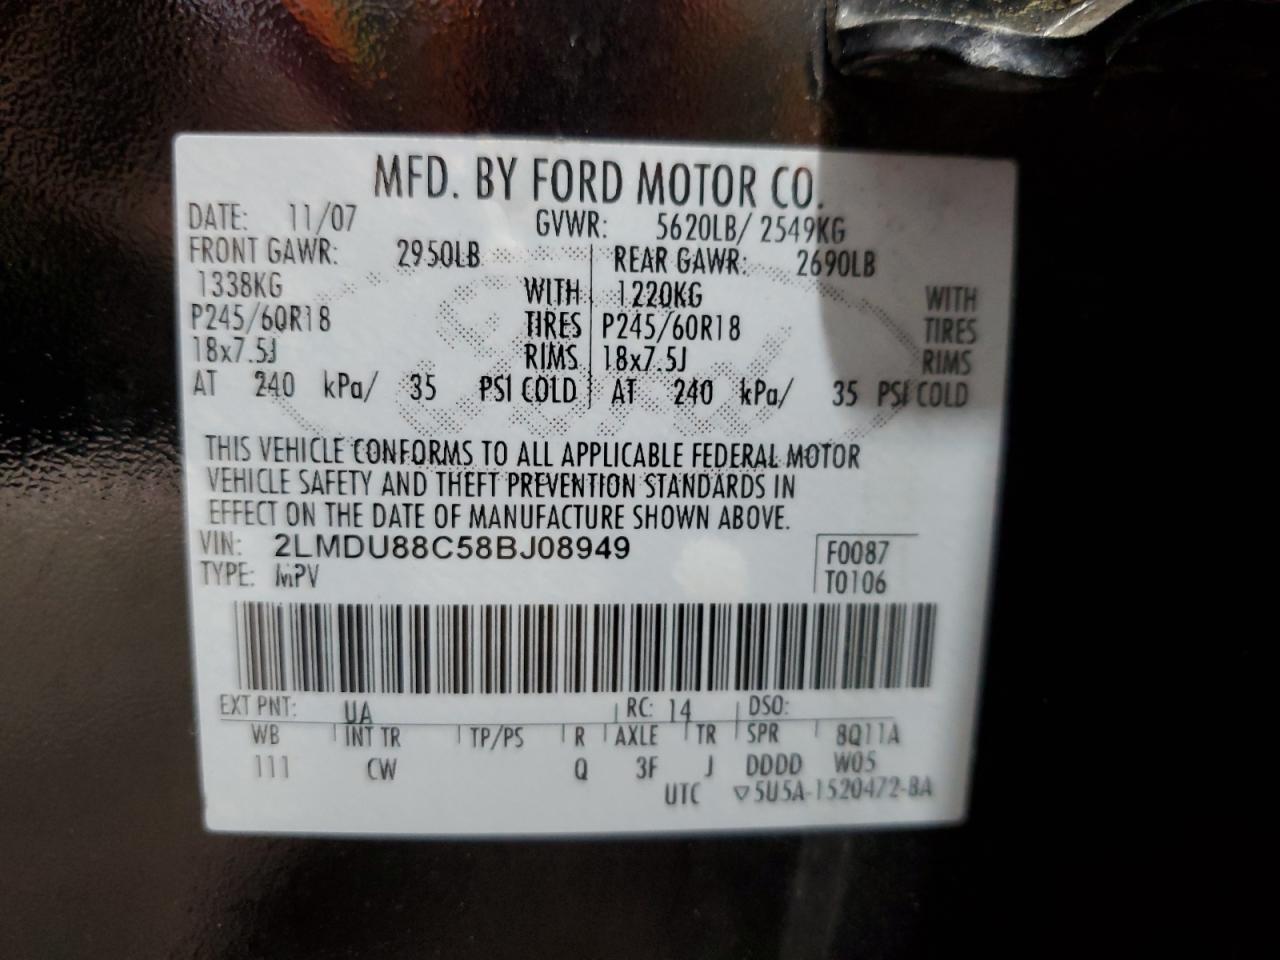 MFD. BY FORD MOTOR CO.
DATE: 11/07 GVWR: 5620LB/ 2549KG
FRONT GAWR: 2950LB REAR GAWR: 2690LB
1338KG WITH 1220KG WITH
P245/60R18 TIRES P245/60R18 TIRES
18x7.5J RIMS 18x7.5J RIMS
AT 240 kPa/ 35 PSI COLD AT 240 kPa/ 35 PSI COLD
THIS VEHICLE CONFORMS TO ALL APPLICABLE FEDERAL MOTOR
VEHICLE SAFETY AND THEFT PREVENTION STANDARDS IN
EFFECT ON THE DATE OF MANUFACTURE SHOWN ABOVE.
VIN: 2LMDU88C58BJ08949 F0087
TYPE: MPV T0106
EXT PNT: UA RC: 14 DSO:
WB INT TR TP/PS R AXLE TR SPR 8Q11A
111 CW Q 3F J DDDD W05
UTC ▽5U5A-1520472-BA